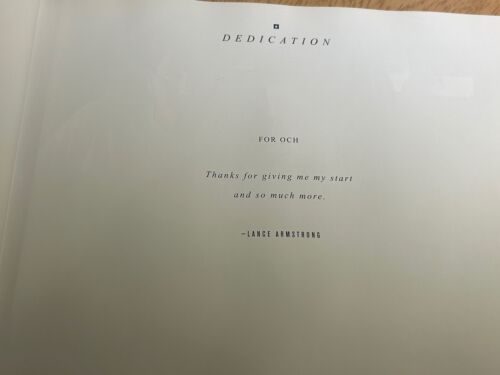 DEDICATION
FOR OCH
Thanks for giving me my start
and so much more.
—LANCE ARMSTRONG